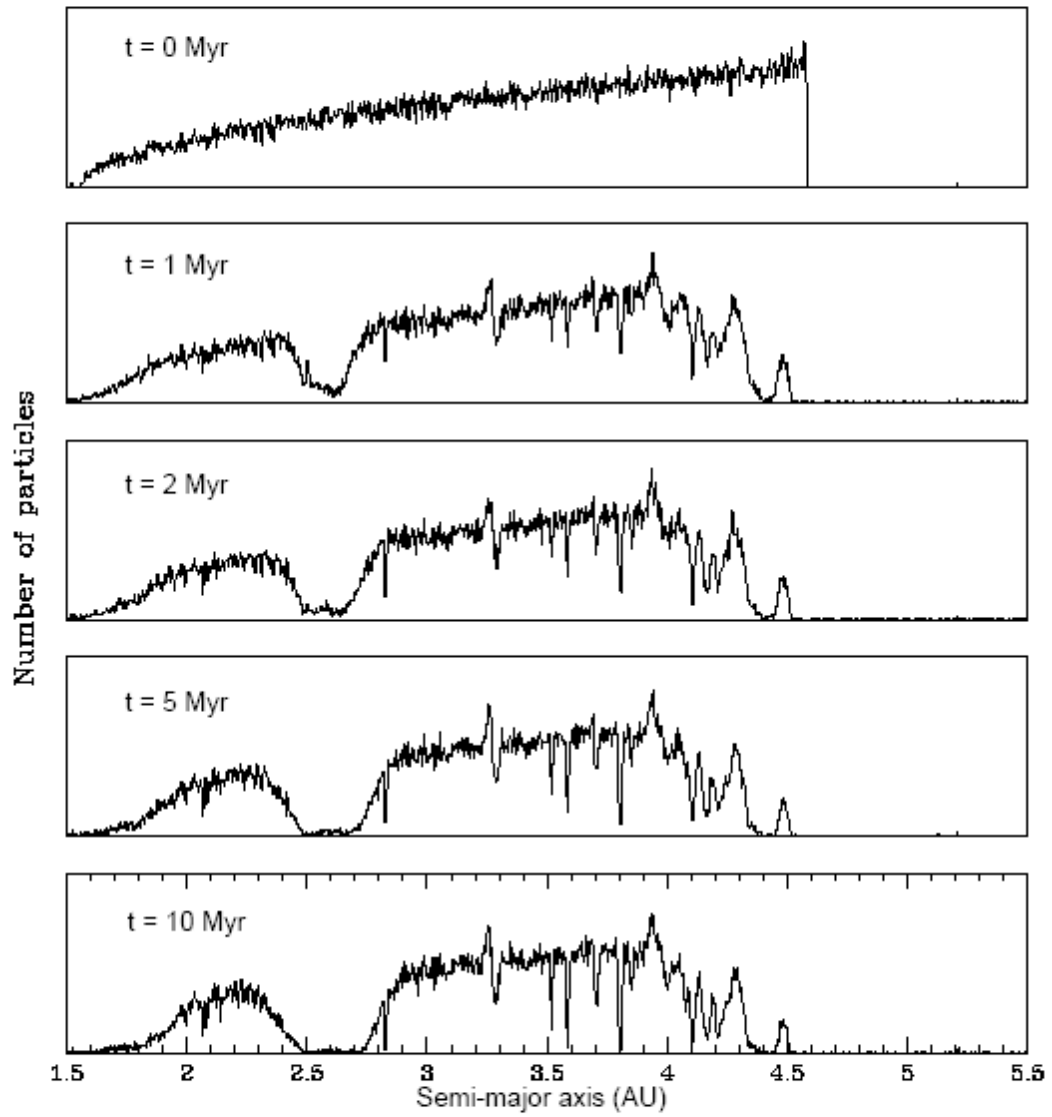 t = 0 Myr
t = 1 Myr
t = 2 Myr
t = 5 Myr
t = 10 Myr
Number of particles
1.5 2 2.5 3 3.5 4 4.5 5 5.5
Semi-major axis (AU)